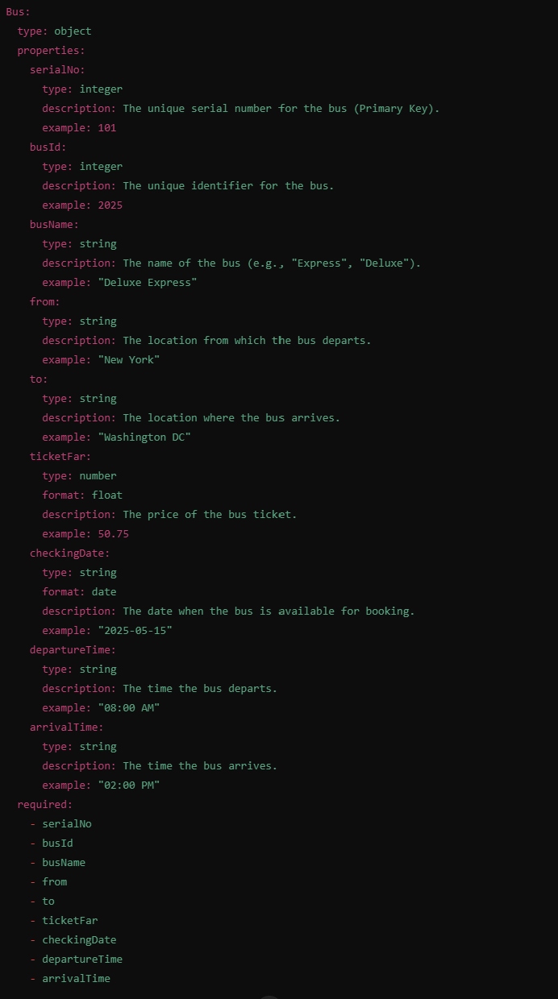 Bus:
  type: object
  properties:
    serialNo:
      type: integer
      description: The unique serial number for the bus (Primary Key).
      example: 101
    busId:
      type: integer
      description: The unique identifier for the bus.
      example: 2025
    busName:
      type: string
      description: The name of the bus (e.g., "Express", "Deluxe").
      example: "Deluxe Express"
    from:
      type: string
      description: The location from which the bus departs.
      example: "New York"
    to:
      type: string
      description: The location where the bus arrives.
      example: "Washington DC"
    ticketFar:
      type: number
      format: float
      description: The price of the bus ticket.
      example: 50.75
    checkingDate:
      type: string
      format: date
      description: The date when the bus is available for booking.
      example: "2025-05-15"
    departureTime:
      type: string
      description: The time the bus departs.
      example: "08:00 AM"
    arrivalTime:
      type: string
      description: The time the bus arrives.
      example: "02:00 PM"
  required:
    - serialNo
    - busId
    - busName
    - from
    - to
    - ticketFar
    - checkingDate
    - departureTime
    - arrivalTime